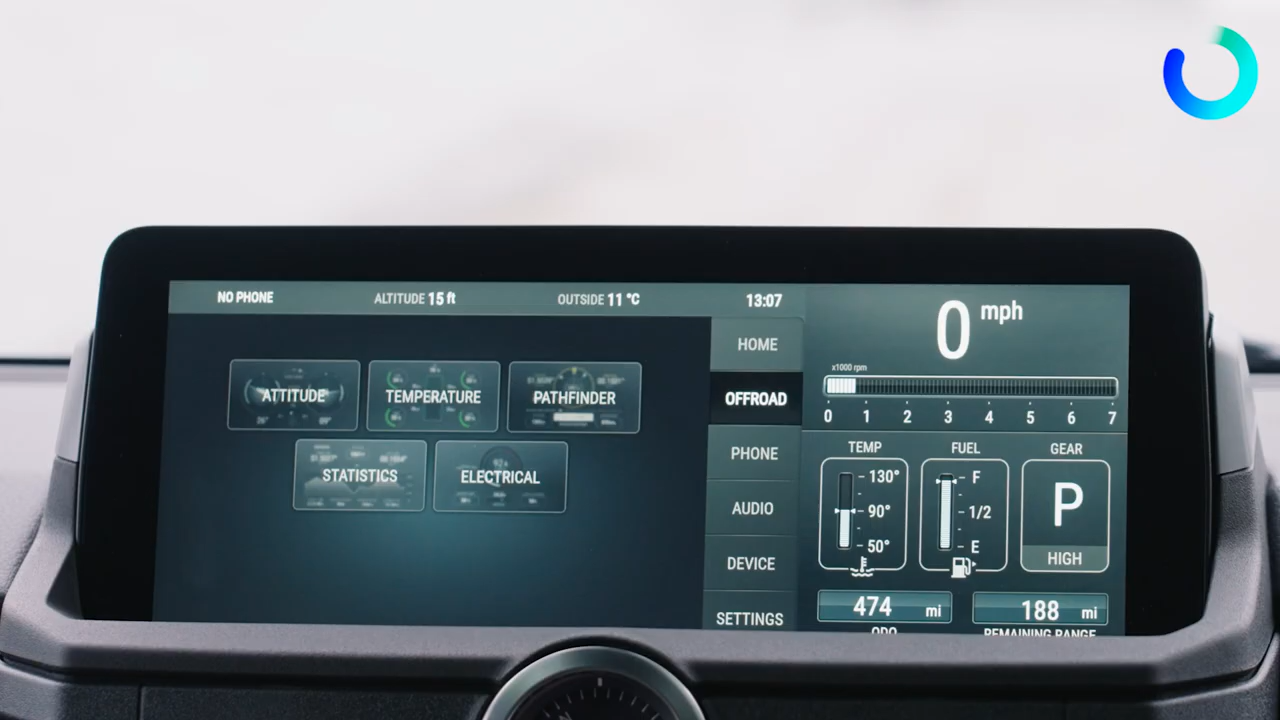 NO PHONE ALTITUDE 15 ft OUTSIDE 11 °C 13:07
0 mph
HOME
OFFROAD
PHONE
AUDIO
DEVICE
SETTINGS
ATTITUDE TEMPERATURE PATHFINDER
STATISTICS ELECTRICAL
x1000 rpm
0 1 2 3 4 5 6 7
TEMP FUEL GEAR
130° F P
90° 1/2
50° E HIGH
474 mi 188 mi
ODO REMAINING RANGE